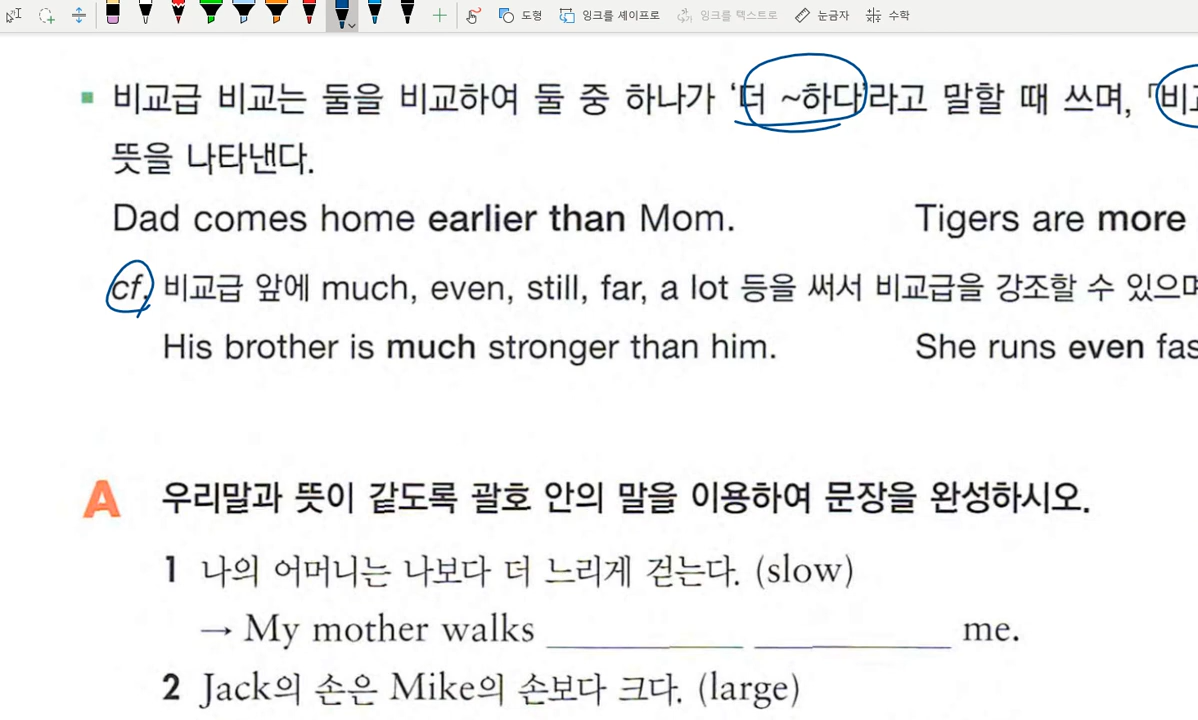 도형 잉크를 셰이프로 잉크를 텍스트로 눈금자 수학
비교급 비교는 둘을 비교하여 둘 중 하나가 ‘더 ~하다’라고 말할 때 쓰며, 「비교
뜻을 나타낸다.
Dad comes home earlier than Mom. Tigers are more
cf. 비교급 앞에 much, even, still, far, a lot 등을 써서 비교급을 강조할 수 있으며
His brother is much stronger than him. She runs even fas
A 우리말과 뜻이 같도록 괄호 안의 말을 이용하여 문장을 완성하시오.
1 나의 어머니는 나보다 더 느리게 걷는다. (slow)
→ My mother walks ____________ ____________ me.
2 Jack의 손은 Mike의 손보다 크다. (large)